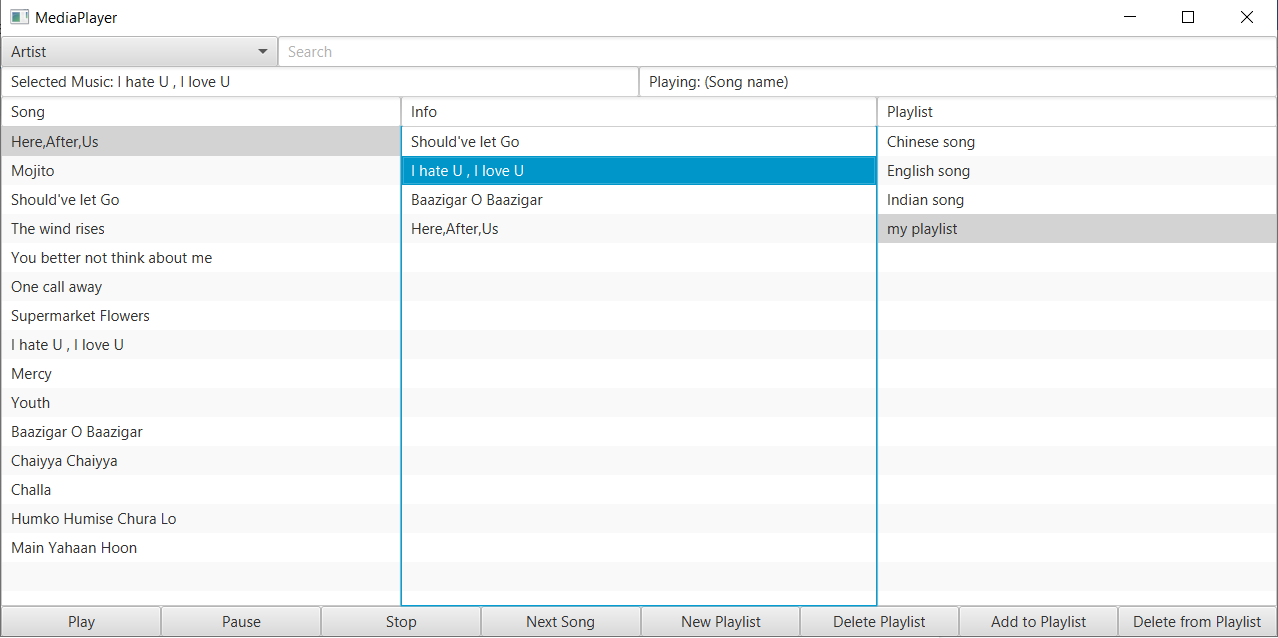 MediaPlayer
Artist
Search
Selected Music: I hate U , I love U
Playing: (Song name)
Song
Here,After,Us
Mojito
Should've let Go
The wind rises
You better not think about me
One call away
Supermarket Flowers
I hate U , I love U
Mercy
Youth
Baazigar O Baazigar
Chaiyya Chaiyya
Challa
Humko Humise Chura Lo
Main Yahaan Hoon
Info
Should've let Go
I hate U , I love U
Baazigar O Baazigar
Here,After,Us
Playlist
Chinese song
English song
Indian song
my playlist
Play
Pause
Stop
Next Song
New Playlist
Delete Playlist
Add to Playlist
Delete from Playlist